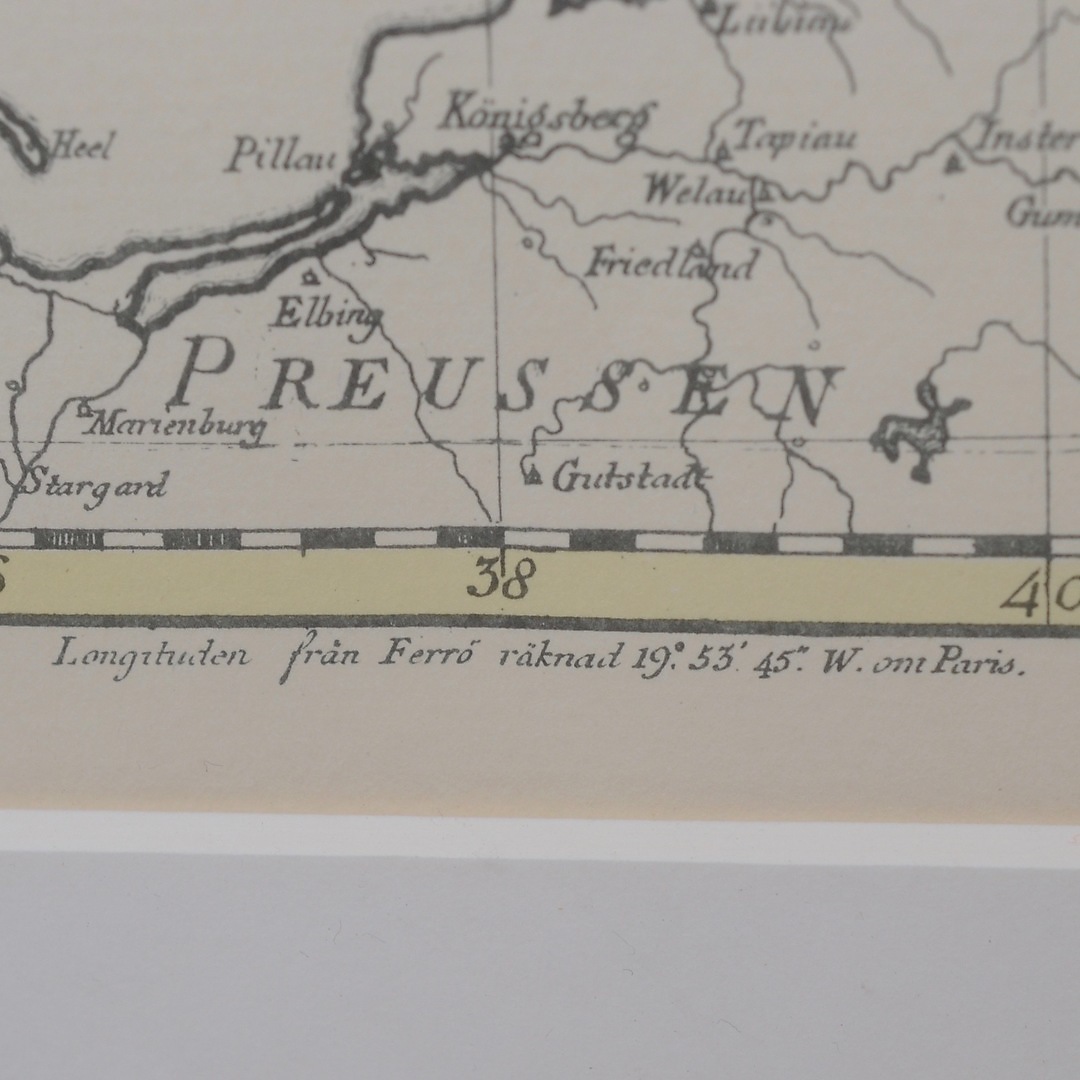 Lubiau
Königsberg
Heel
Pillau
Tapiau
Inster
Welau
Gum
Friedland
Elbing
PREUSSEN
Marienburg
Stargard
Gutstadt
38
40
Longituden från Ferrö räknad 19.° 53.' 45." W. om Paris.